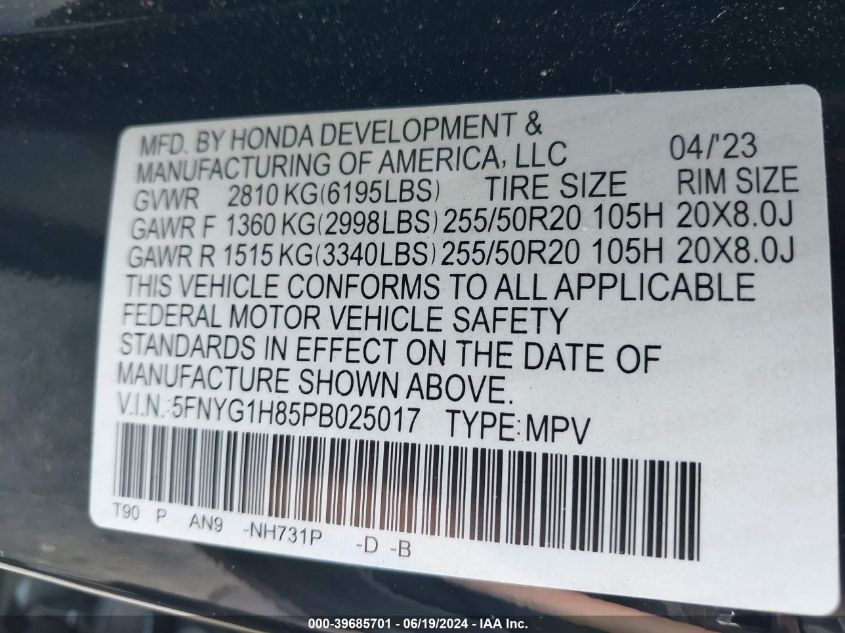 MFD. BY HONDA DEVELOPMENT &
MANUFACTURING OF AMERICA, LLC 04/'23
GVWR 2810 KG(6195LBS) TIRE SIZE RIM SIZE
GAWR F 1360 KG(2998LBS) 255/50R20 105H 20X8.0J
GAWR R 1515 KG(3340LBS) 255/50R20 105H 20X8.0J
THIS VEHICLE CONFORMS TO ALL APPLICABLE
FEDERAL MOTOR VEHICLE SAFETY
STANDARDS IN EFFECT ON THE DATE OF
MANUFACTURE SHOWN ABOVE.
V.I.N.:5FNYG1H85PB025017 TYPE:MPV
T90 P AN9 -NH731P -D -B
000-39685701 - 06/19/2024 - IAA Inc.